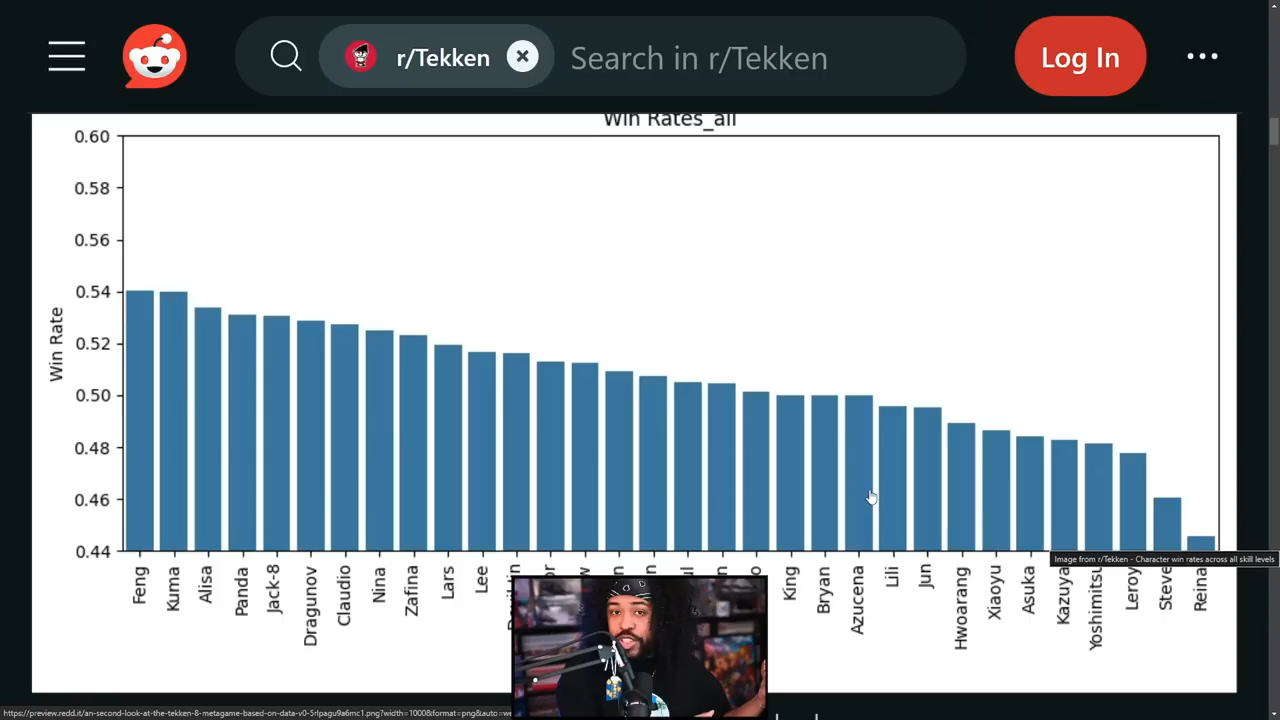 r/Tekken
Search in r/Tekken
Log In
Win Rates_all
0.60
0.58
0.56
0.54
0.52
0.50
0.48
0.46
0.44
Win Rate
Feng
Kuma
Alisa
Panda
Jack-8
Dragunov
Claudio
Nina
Zafina
Lars
Lee
King
Bryan
Azucena
Lili
Jun
Hwoarang
Xiaoyu
Asuka
Kazuya
Yoshimitsu
Leroy
Steve
Reina
Image from r/Tekken - Character win rates across all skill levels